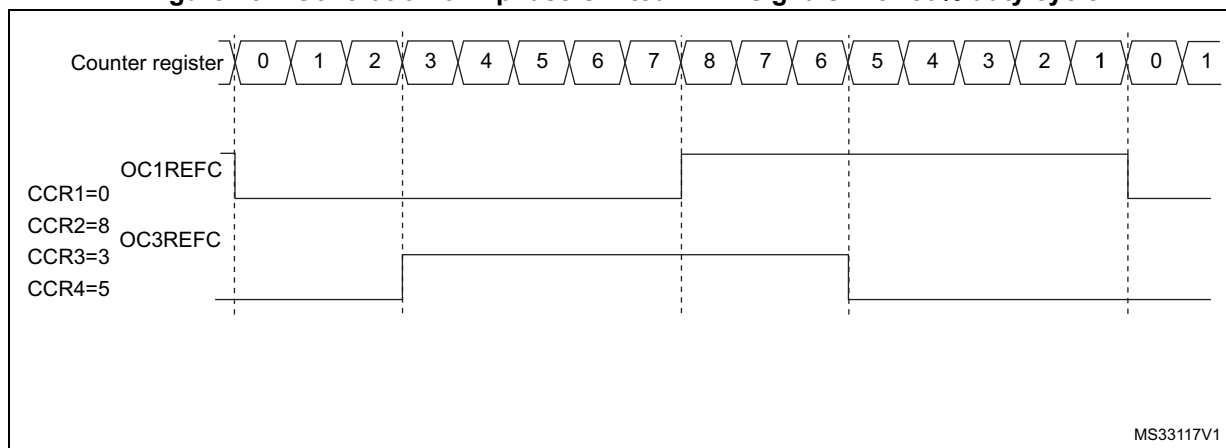 Counter register 0 1 2 3 4 5 6 7 8 7 6 5 4 3 2 1 0 1
OC1REFC
CCR1=0
CCR2=8
OC3REFC
CCR3=3
CCR4=5
MS33117V1